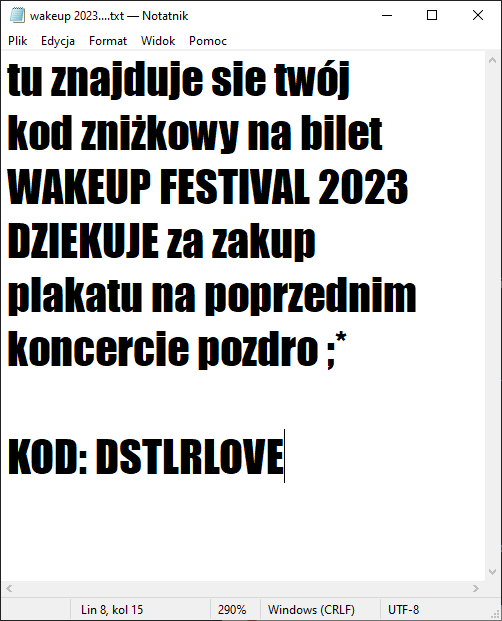 wakeup 2023....txt — Notatnik
Plik Edycja Format Widok Pomoc
tu znajduje sie twój
kod zniżkowy na bilet
WAKEUP FESTIVAL 2023
DZIEKUJE za zakup
plakatu na poprzednim
koncercie pozdro ;*
KOD: DSTLRLOVE
Lin 8, kol 15 290% Windows (CRLF) UTF-8